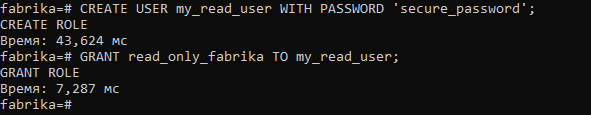 fabrika=# CREATE USER my_read_user WITH PASSWORD 'secure_password';
CREATE ROLE
Время: 43,624 мс
fabrika=# GRANT read_only_fabrika TO my_read_user;
GRANT ROLE
Время: 7,287 мс
fabrika=#